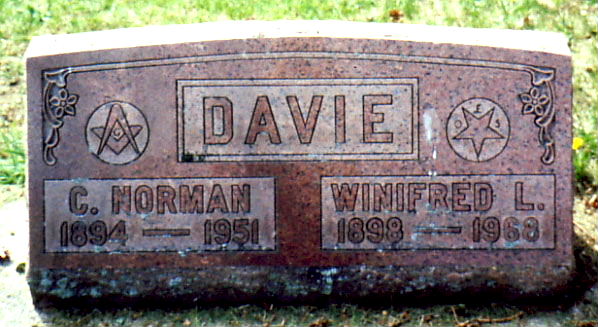 DAVIE
C. NORMAN
1894 — 1951
WINIFRED L.
1898 — 1968